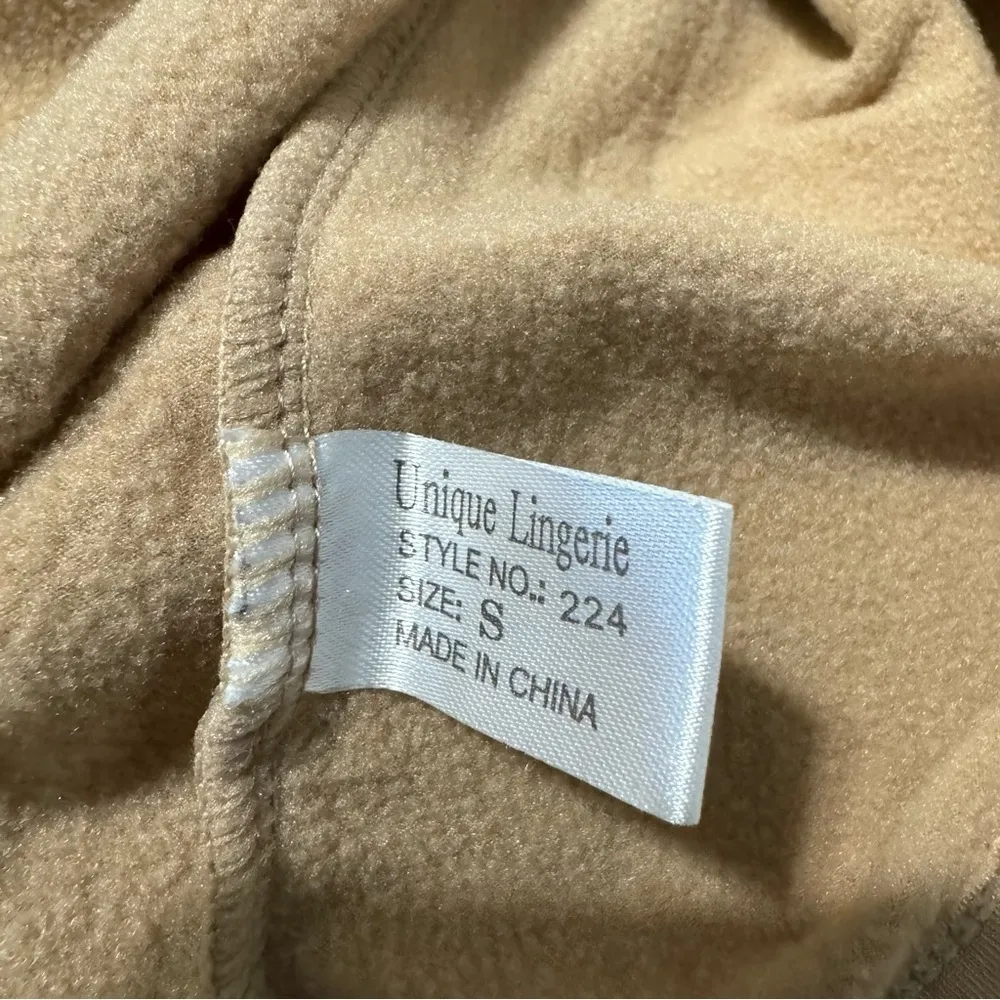 Unique Lingerie
STYLE NO.: 224
SIZE: S
MADE IN CHINA